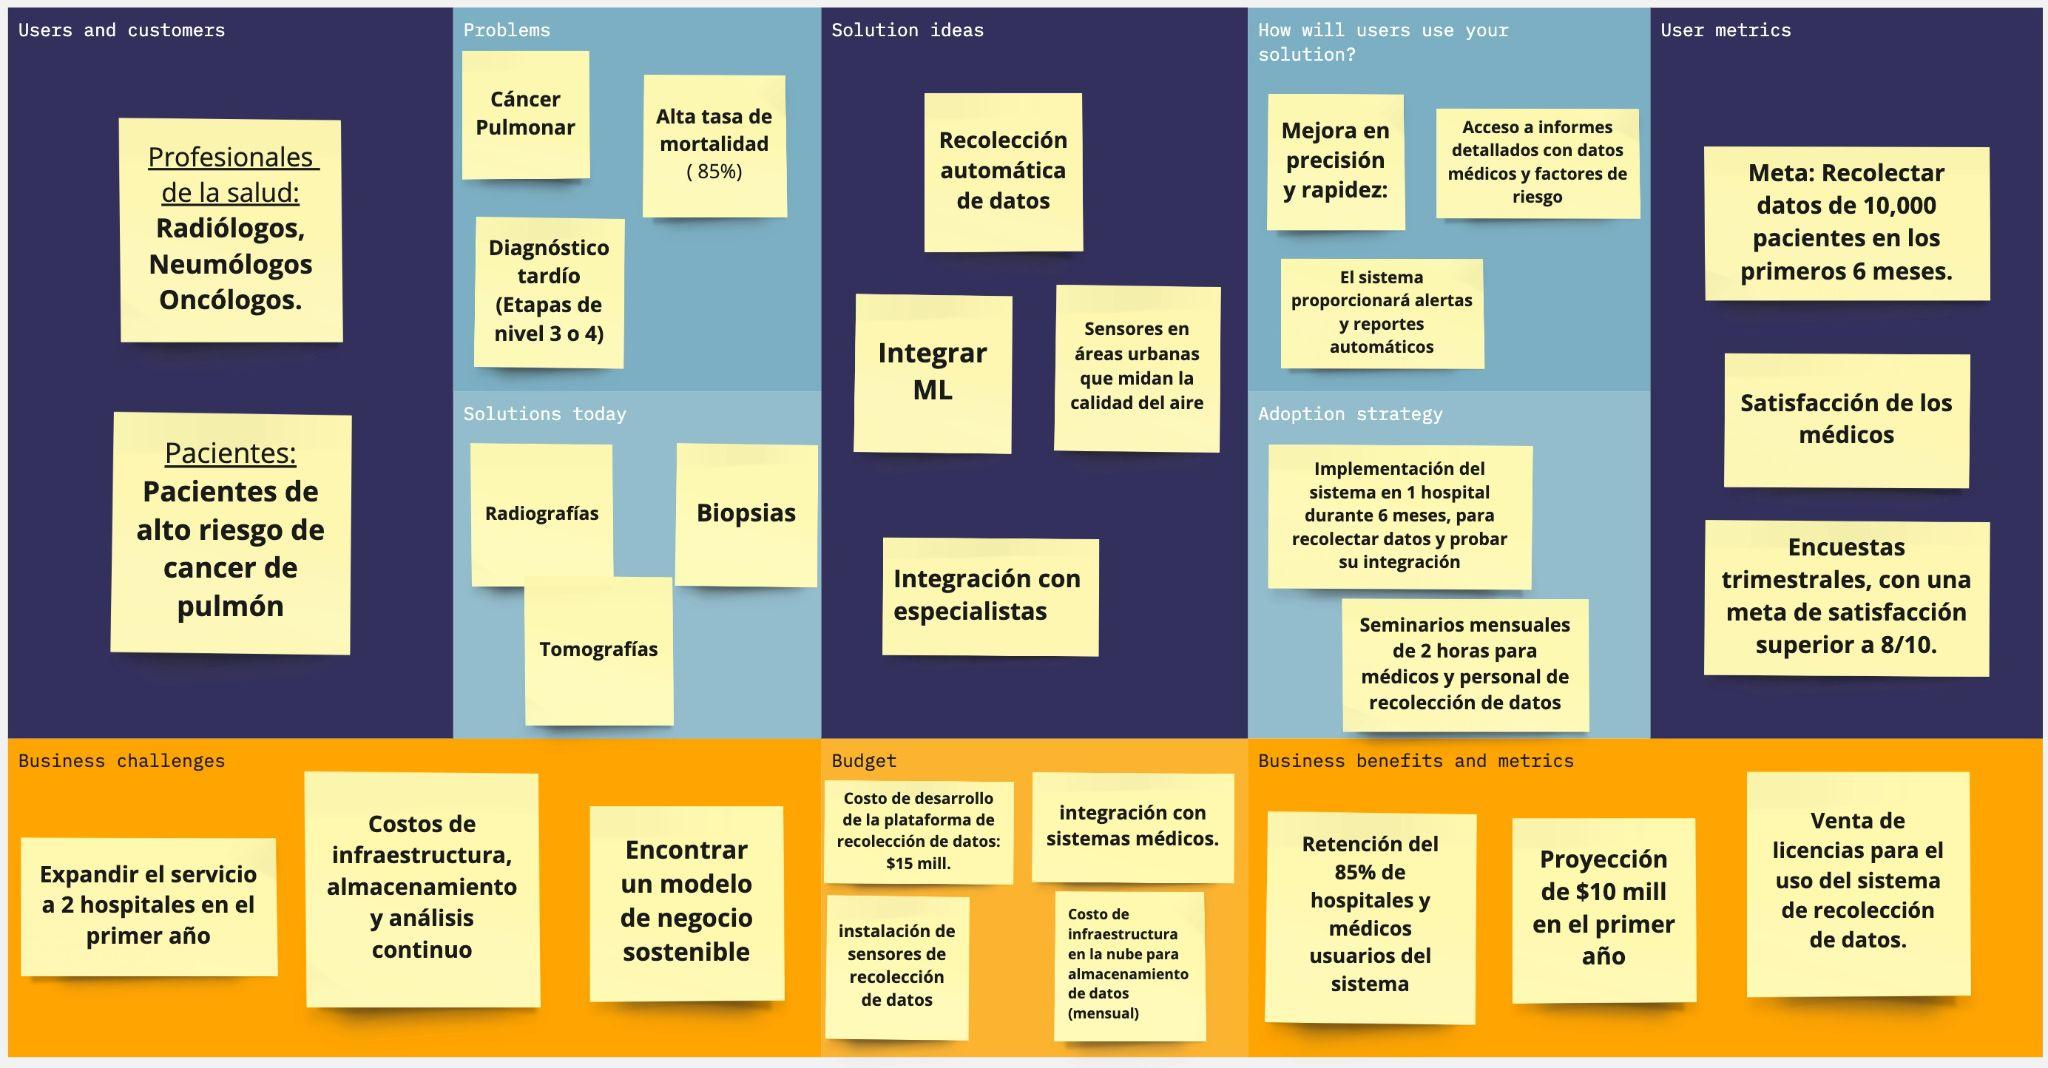 Users and customers
Profesionales
de la salud:
Radiólogos,
Neumólogos
Oncólogos.
Pacientes:
Pacientes de
alto riesgo de
cancer de
pulmón
Problems
Cáncer
Pulmonar
Alta tasa de
mortalidad
( 85%)
Diagnóstico
tardío
(Etapas de
nivel 3 o 4)
Solutions today
Radiografías
Biopsias
Tomografías
Solution ideas
Recolección
automática
de datos
Integrar
ML
Sensores en
áreas urbanas
que midan la
calidad del aire
Integración con
especialistas
How will users use your
solution?
Mejora en
precisión
y rapidez:
Acceso a informes
detallados con datos
médicos y factores de
riesgo
El sistema
proporcionará alertas
y reportes
automáticos
Adoption strategy
Implementación del
sistema en 1 hospital
durante 6 meses, para
recolectar datos y probar
su integración
Seminarios mensuales
de 2 horas para
médicos y personal de
recolección de datos
User metrics
Meta: Recolectar
datos de 10,000
pacientes en los
primeros 6 meses.
Satisfacción de los
médicos
Encuestas
trimestrales, con una
meta de satisfacción
superior a 8/10.
Business challenges
Expandir el servicio
a 2 hospitales en el
primer año
Costos de
infraestructura,
almacenamiento
y análisis
continuo
Encontrar
un modelo
de negocio
sostenible
Budget
Costo de desarrollo
de la plataforma de
recolección de datos:
$15 mill.
integración con
sistemas médicos.
instalación de
sensores de
recolección
de datos
Costo de
infraestructura
en la nube para
almacenamiento
de datos
(mensual)
Business benefits and metrics
Retención del
85% de
hospitales y
médicos
usuarios del
sistema
Proyección
de $10 mill
en el primer
año
Venta de
licencias para el
uso del sistema
de recolección
de datos.